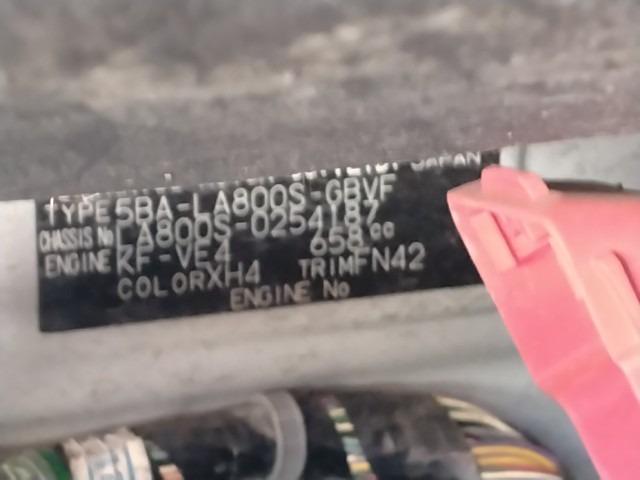 JAPAN
TYPE 5BA-LA800S-GBVF
CHASSIS No LA800S-0254187
ENGINE KF-VE4 658 cc
COLOR XH4 TRIM FN42
ENGINE No